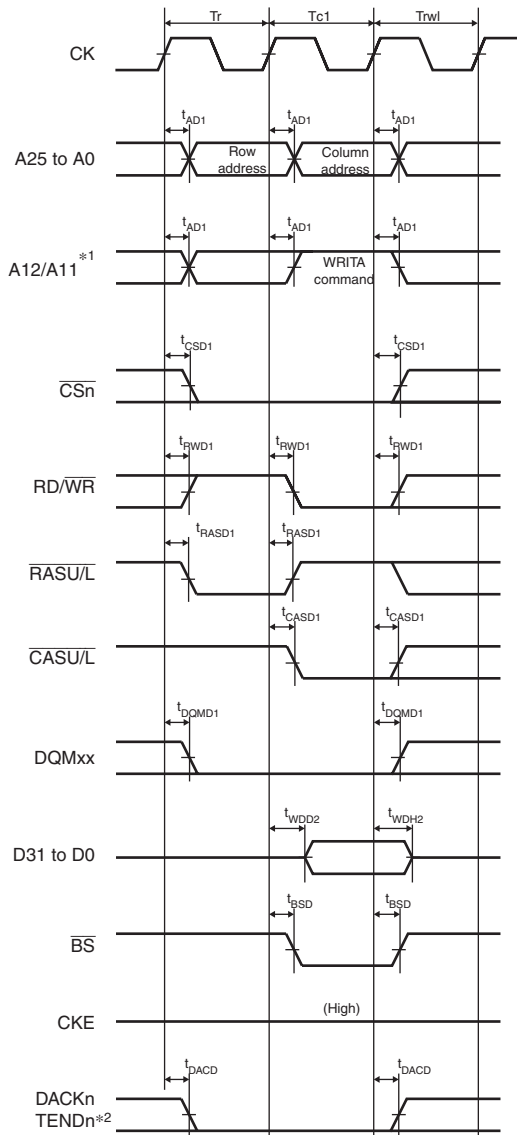 Tr Tc1 Trwl
CK
tAD1 tAD1 tAD1
A25 to A0
Row address
Column address
tAD1 tAD1 tAD1
A12/A11*1
WRITA command
tCSD1 tCSD1
CSn
tRWD1 tRWD1 tRWD1
RD/WR
tRASD1 tRASD1
RASU/L
tCASD1 tCASD1
CASU/L
tDQMD1 tDQMD1
DQMxx
tWDD2 tWDH2
D31 to D0
tBSD tBSD
BS
(High)
CKE
tDACD tDACD
DACKn
TENDn*2